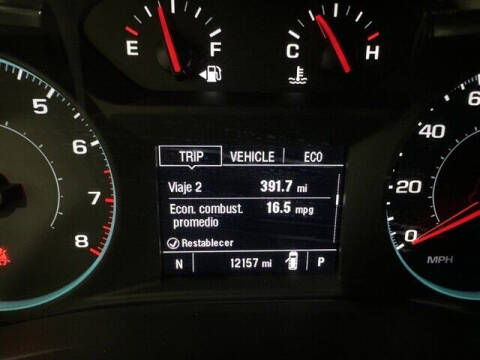 E F C H
5
6
7
8
TRIP VEHICLE ECO
Viaje 2 391.7 mi
Econ. combust. 16.5 mpg
promedio
Restablecer
N 12157 mi P
60
40
20
0
MPH